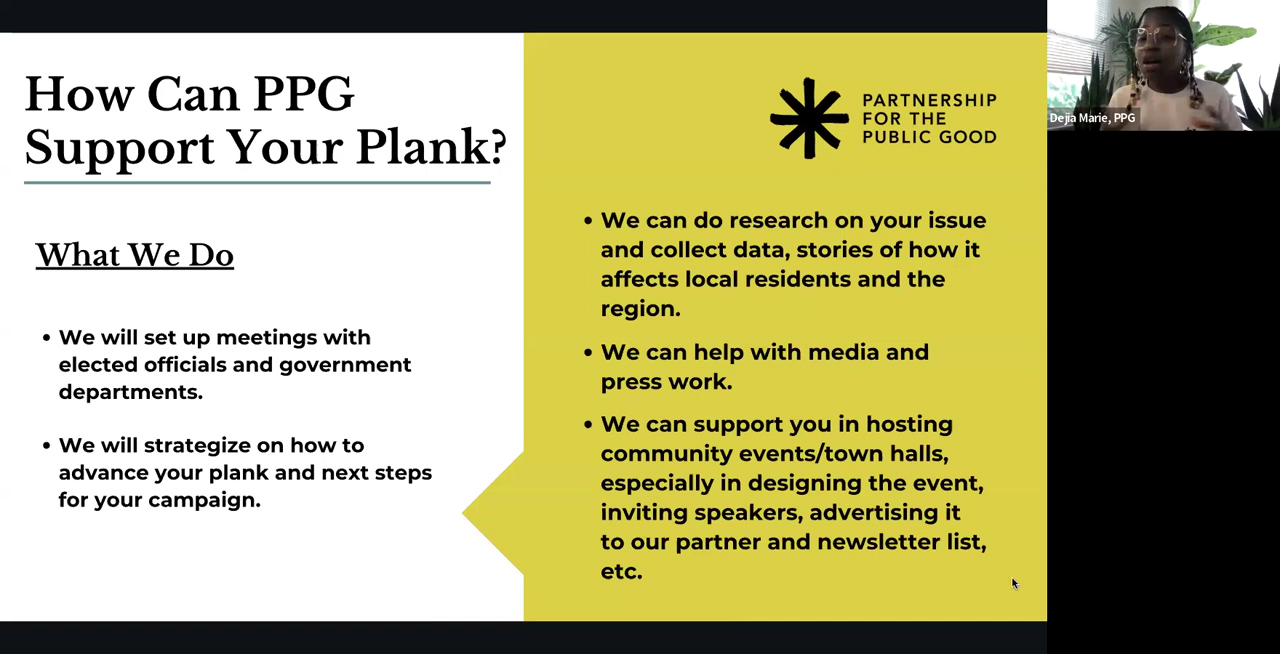 How Can PPG
Support Your Plank?
What We Do
• We will set up meetings with
elected officials and government
departments.
• We will strategize on how to
advance your plank and next steps
for your campaign.
PARTNERSHIP
FOR THE
PUBLIC GOOD
• We can do research on your issue
and collect data, stories of how it
affects local residents and the
region.
• We can help with media and
press work.
• We can support you in hosting
community events/town halls,
especially in designing the event,
inviting speakers, advertising it
to our partner and newsletter list,
etc.
Dejia Marie, PPG